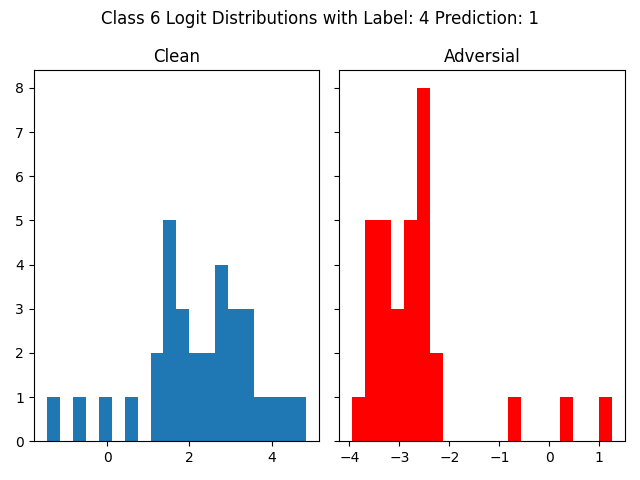 Class 6 Logit Distributions with Label: 4 Prediction: 1
Clean
Adversial
8
7
6
5
4
3
2
1
0
0 2 4
−4 −3 −2 −1 0 1